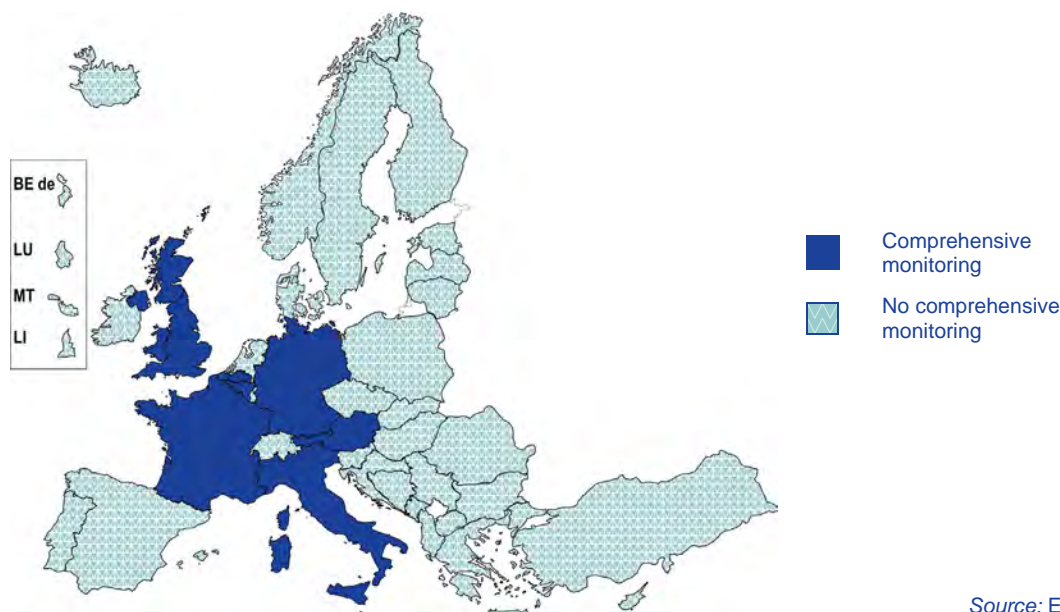 BE de
LU
MT
LI
Comprehensive
monitoring
No comprehensive
monitoring
Source: E